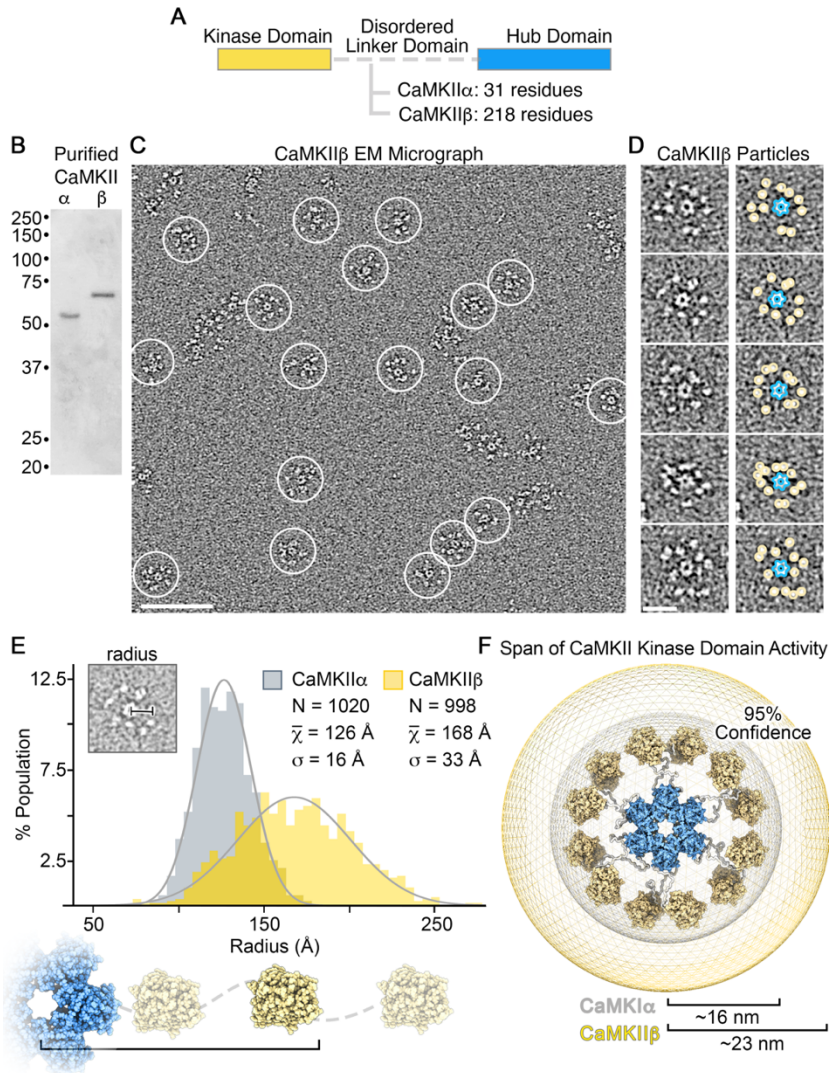 A
Kinase Domain
Disordered
Linker Domain
Hub Domain
CaMKIIα: 31 residues
CaMKIIβ: 218 residues
B
Purified
CaMKII
α β
250
150
100
75
50
37
25
20
C
CaMKIIβ EM Micrograph
D
CaMKIIβ Particles
E
radius
CaMKIIα
N = 1020
χ̅ = 126 Å
σ = 16 Å
CaMKIIβ
N = 998
χ̅ = 168 Å
σ = 33 Å
% Population
12.5
7.5
2.5
50 150 250
Radius (Å)
F
Span of CaMKII Kinase Domain Activity
95%
Confidence
CaMKIα
~16 nm
CaMKIIβ
~23 nm